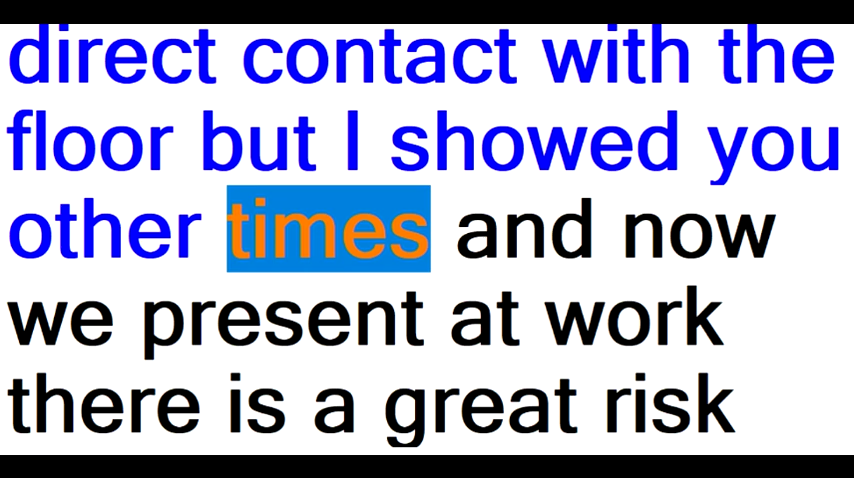 direct contact with the
floor but I showed you
other times and now
we present at work
there is a great risk